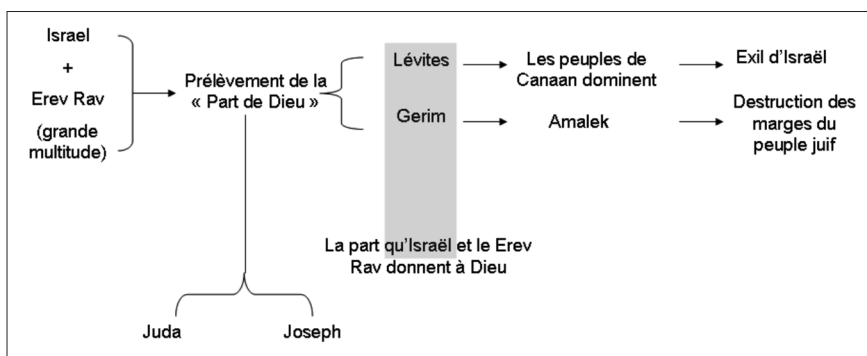 Israel
+
Erev Rav
(grande
multitude)
Prélèvement de la
« Part de Dieu »
Lévites
Gerim
La part qu'Israël et le Erev
Rav donnent à Dieu
Les peuples de
Canaan dominent
Amalek
Exil d'Israël
Destruction des
marges du
peuple juif
Juda
Joseph